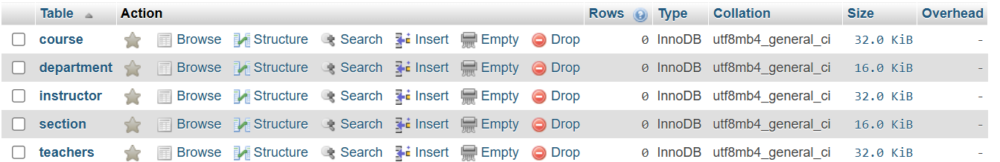 Table Action Rows Type Collation Size Overhead
course Browse Structure Search Insert Empty Drop 0 InnoDB utf8mb4_general_ci 32.0 KiB -
department Browse Structure Search Insert Empty Drop 0 InnoDB utf8mb4_general_ci 16.0 KiB -
instructor Browse Structure Search Insert Empty Drop 0 InnoDB utf8mb4_general_ci 32.0 KiB -
section Browse Structure Search Insert Empty Drop 0 InnoDB utf8mb4_general_ci 16.0 KiB -
teachers Browse Structure Search Insert Empty Drop 0 InnoDB utf8mb4_general_ci 32.0 KiB -